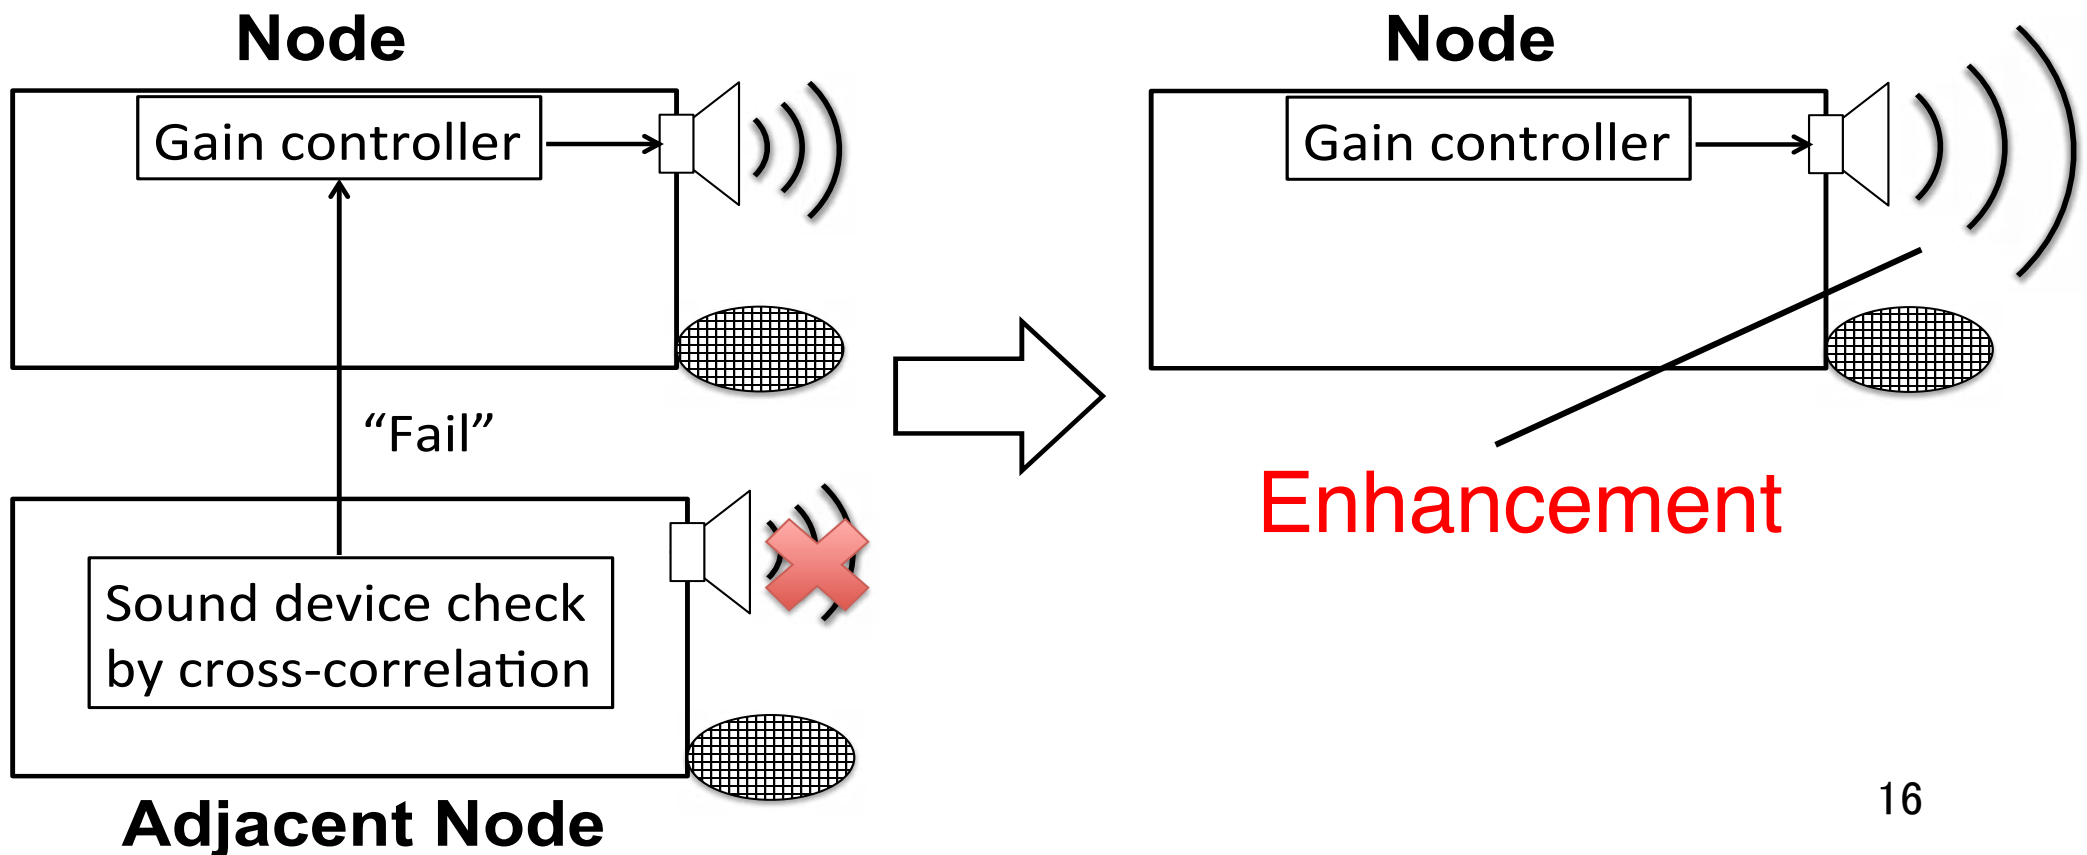 Node
Gain controller
“Fail”
Sound device check
by cross-correlation
Adjacent Node
Node
Gain controller
Enhancement
16